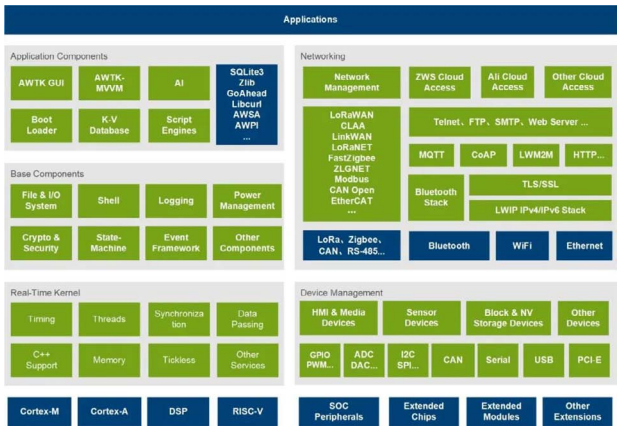 Applications
Application Components
AWTK GUI
AWTK-
MVVM
AI
SQLite3
Zlib
GoAhead
Libcurl
AWSA
AWPI
...
Boot
Loader
K-V
Database
Script
Engines
Networking
Network
Management
ZWS Cloud
Access
Ali Cloud
Access
Other Cloud
Access
LoRaWAN
CLAA
LinkWAN
LoRaNET
FastZigbee
ZLGNET
Modbus
CAN Open
EtherCAT
...
Telnet、FTP、SMTP、Web Server ...
MQTT
CoAP
LWM2M
HTTP...
Bluetooth
Stack
TLS/SSL
LWIP IPv4/IPv6 Stack
LoRa、Zigbee、
CAN、RS-485...
Bluetooth
WiFi
Ethernet
Base Components
File & I/O
System
Shell
Logging
Power
Management
Crypto &
Security
State-
Machine
Event
Framework
Other
Components
Real-Time Kernel
Timing
Threads
Synchroniza
tion
Data
Passing
C++
Support
Memory
Tickless
Other
Services
Device Management
HMI & Media
Devices
Sensor
Devices
Block & NV
Storage Devices
Other
Devices
GPIO
PWM...
ADC
DAC...
I2C
SPI...
CAN
Serial
USB
PCI-E
Cortex-M
Cortex-A
DSP
RISC-V
SOC
Peripherals
Extended
Chips
Extended
Modules
Other
Extensions